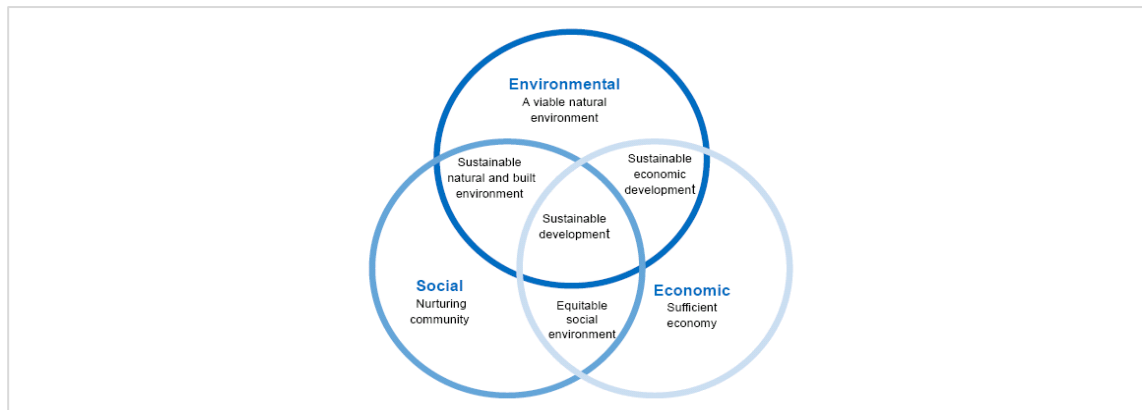 Environmental
A viable natural
environment
Sustainable
natural and built
environment
Sustainable
economic
development
Sustainable
development
Social
Nurturing
community
Equitable
social
environment
Economic
Sufficient
economy